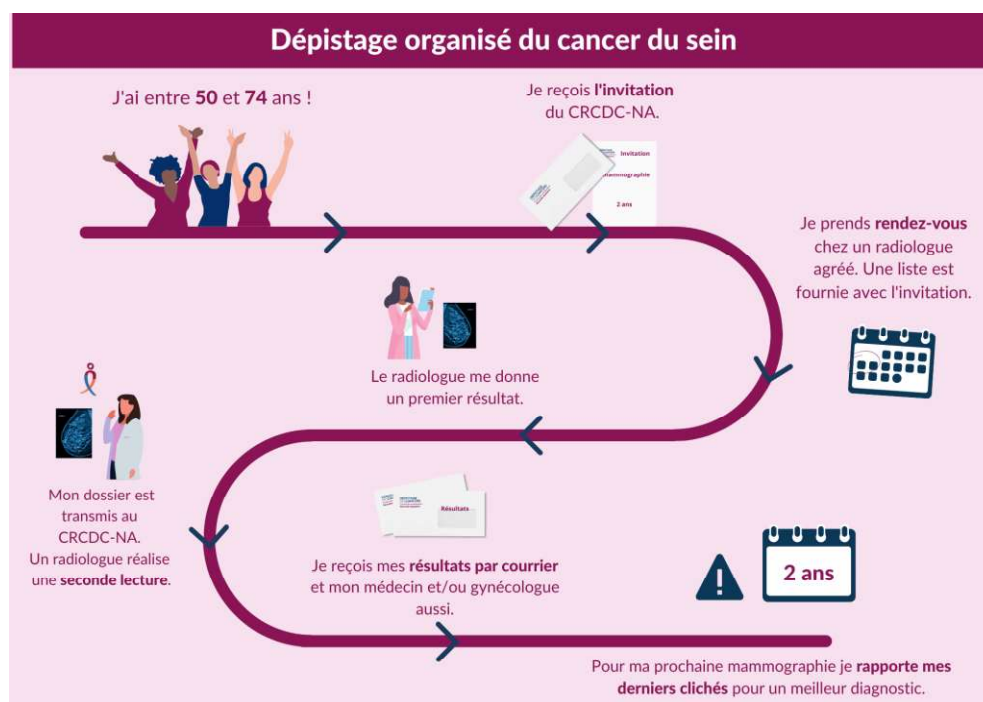 Dépistage organisé du cancer du sein
J'ai entre 50 et 74 ans !
Je reçois l'invitation
du CRCDC-NA.
Invitation
mammographie
2 ans
Je prends rendez-vous
chez un radiologue
agréé. Une liste est
fournie avec l'invitation.
Le radiologue me donne
un premier résultat.
Mon dossier est
transmis au
CRCDC-NA.
Un radiologue réalise
une seconde lecture.
Résultats
Je reçois mes résultats par courrier
et mon médecin et/ou gynécologue
aussi.
2 ans
Pour ma prochaine mammographie je rapporte mes
derniers clichés pour un meilleur diagnostic.